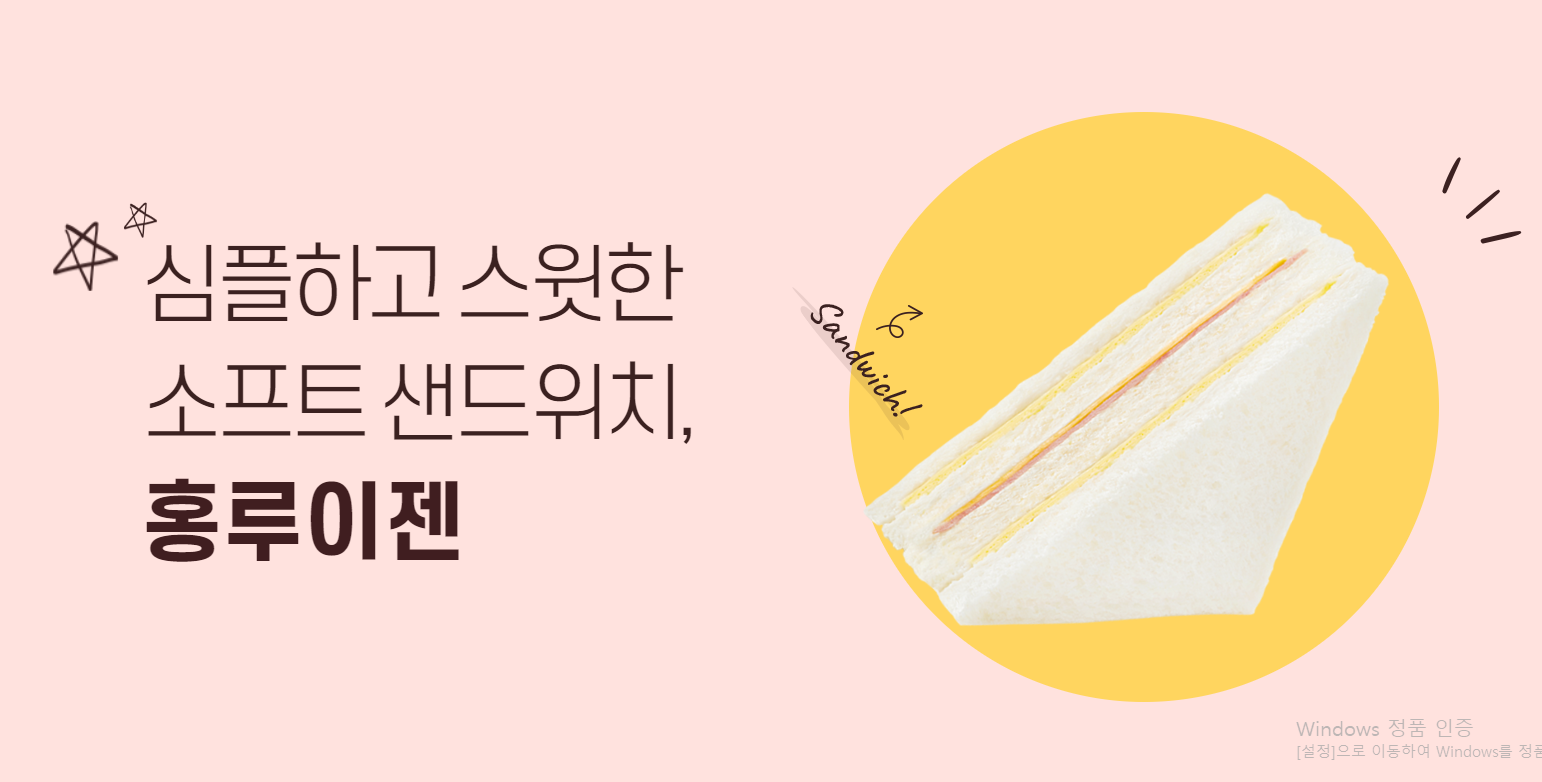 심플하고 스윗한
소프트 샌드위치,
홍루이젠
Sandwich!
Windows 정품 인증
[설정]으로 이동하여 Windows를 정품